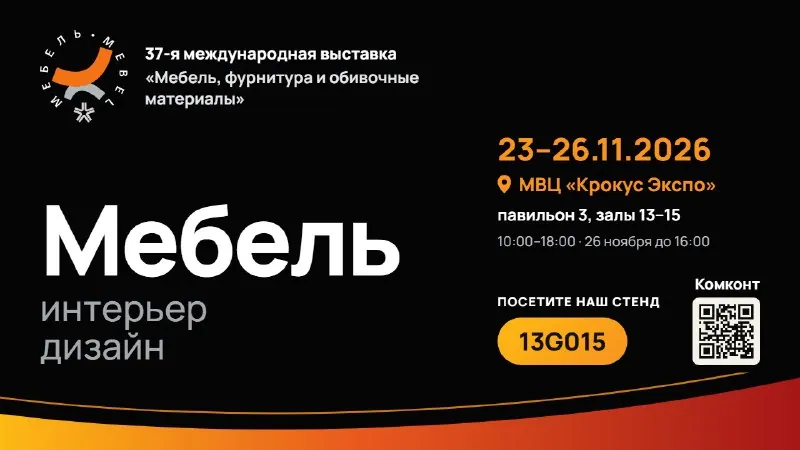 МЕБЕЛЬ • MEBEL
37-я международная выставка
«Мебель, фурнитура и обивочные
материалы»
23–26.11.2026
МВЦ «Крокус Экспо»
павильон 3, залы 13–15
10:00–18:00 · 26 ноября до 16:00
Мебель
интерьер
дизайн
Комконт
ПОСЕТИТЕ НАШ СТЕНД
13G015